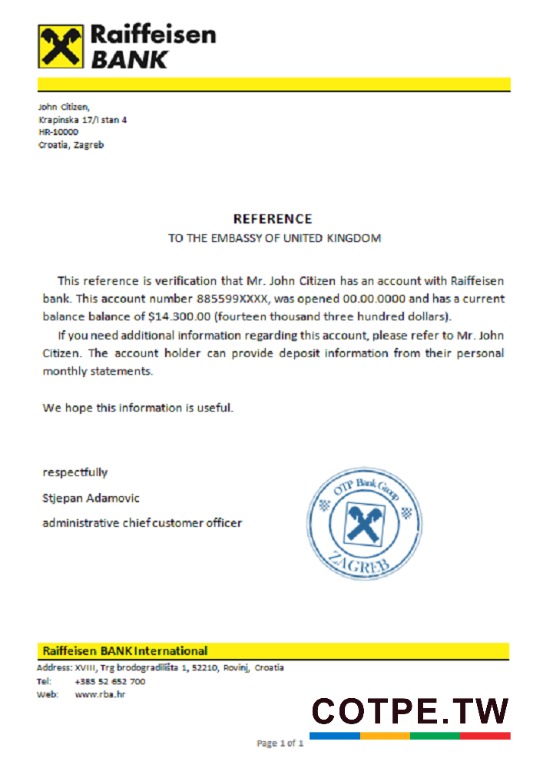 Raiffeisen
BANK
John Citizen,
Krapinska 17/I stan 4
HR-10000
Croatia, Zagreb
REFERENCE
TO THE EMBASSY OF UNITED KINGDOM
This reference is verification that Mr. John Citizen has an account with Raiffeisen
bank. This account number 885599XXXX, was opened 00.00.0000 and has a current
balance balance of $14.300.00 (fourteen thousand three hundred dollars).
If you need additional information regarding this account, please refer to Mr. John
Citizen. The account holder can provide deposit information from their personal
monthly statements.
We hope this information is useful.
respectfully
Stjepan Adamovic
administrative chief customer officer
OTP Bank Group
ZAGREB
Raiffeisen BANK International
Address: XVIII, Trg brodogradilišta 1, 52210, Rovinj, Croatia
Tel: +385 52 652 700
Web: www.rba.hr
COTPE.TW
Page 1 of 1